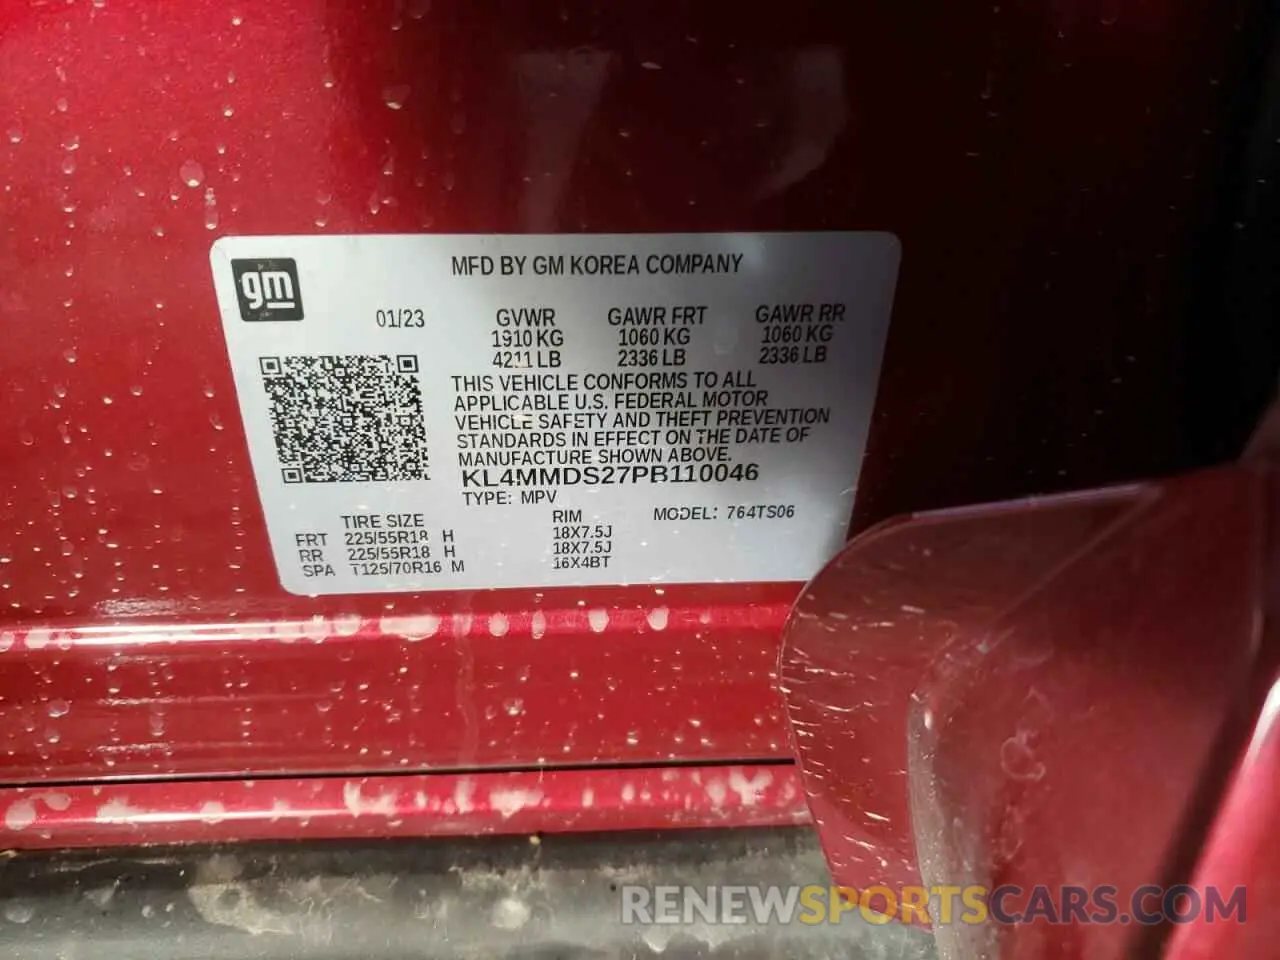 gm
MFD BY GM KOREA COMPANY
01/23 GVWR GAWR FRT GAWR RR
1910 KG 1060 KG 1060 KG
4211 LB 2336 LB 2336 LB
THIS VEHICLE CONFORMS TO ALL
APPLICABLE U.S. FEDERAL MOTOR
VEHICLE SAFETY AND THEFT PREVENTION
STANDARDS IN EFFECT ON THE DATE OF
MANUFACTURE SHOWN ABOVE.
KL4MMDS27PB110046
TYPE: MPV
TIRE SIZE RIM MODEL: 764TS06
FRT 225/55R18 H 18X7.5J
RR 225/55R18 H 18X7.5J
SPA T125/70R16 M 16X4BT
RENEWSPORTSCARS.COM